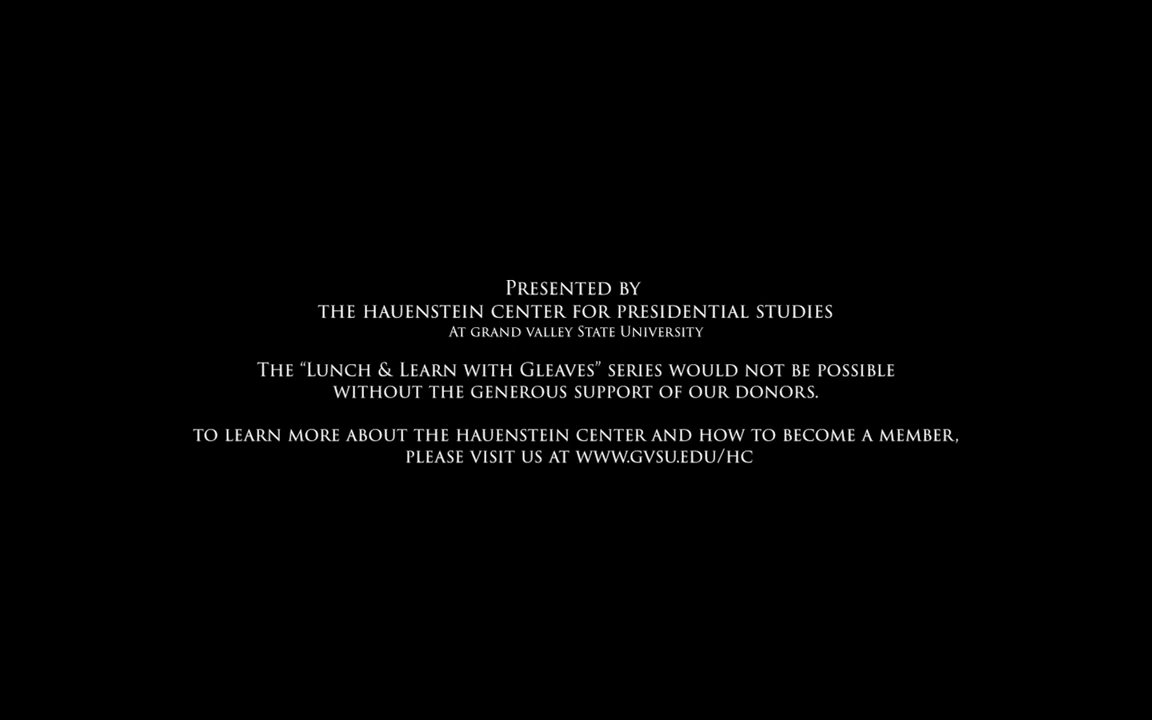 Presented by
the Hauenstein Center for Presidential Studies
At Grand Valley State University
The “Lunch & Learn with Gleaves” series would not be possible
without the generous support of our donors.
to learn more about the Hauenstein Center and how to become a member,
please visit us at www.gvsu.edu/hc